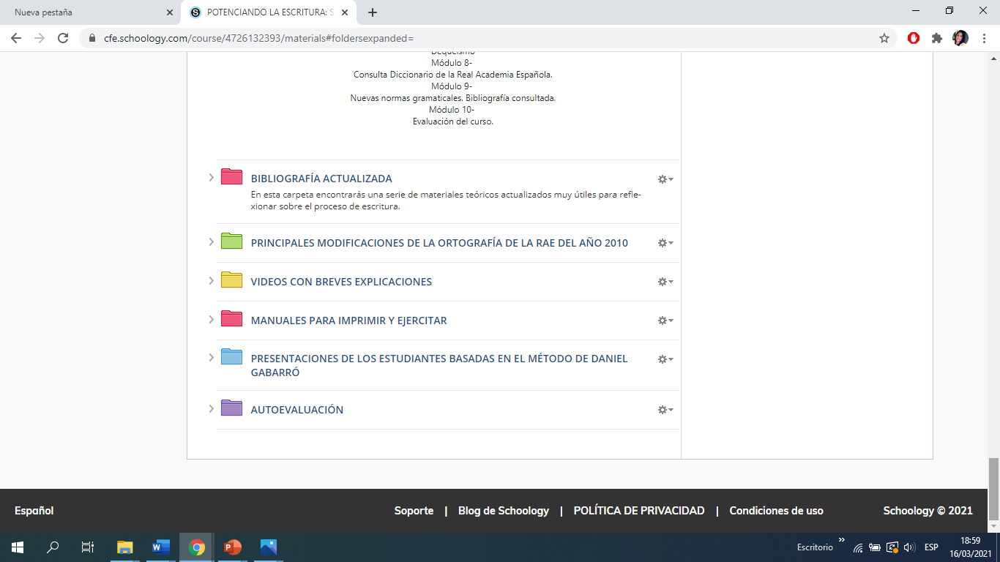 Nueva pestaña
POTENCIANDO LA ESCRITURA: S
cfe.schoology.com/course/4726132393/materials#foldersexpanded=
Dequeísmo
Módulo 8-
Consulta Diccionario de la Real Academia Española.
Módulo 9-
Nuevas normas gramaticales. Bibliografía consultada.
Módulo 10-
Evaluación del curso.
BIBLIOGRAFÍA ACTUALIZADA
En esta carpeta encontrarás una serie de materiales teóricos actualizados muy útiles para refle-
xionar sobre el proceso de escritura.
PRINCIPALES MODIFICACIONES DE LA ORTOGRAFÍA DE LA RAE DEL AÑO 2010
VIDEOS CON BREVES EXPLICACIONES
MANUALES PARA IMPRIMIR Y EJERCITAR
PRESENTACIONES DE LOS ESTUDIANTES BASADAS EN EL MÉTODO DE DANIEL
GABARRÓ
AUTOEVALUACIÓN
Español Soporte | Blog de Schoology | POLÍTICA DE PRIVACIDAD | Condiciones de uso Schoology © 2021
Escritorio » ESP 18:59
16/03/2021